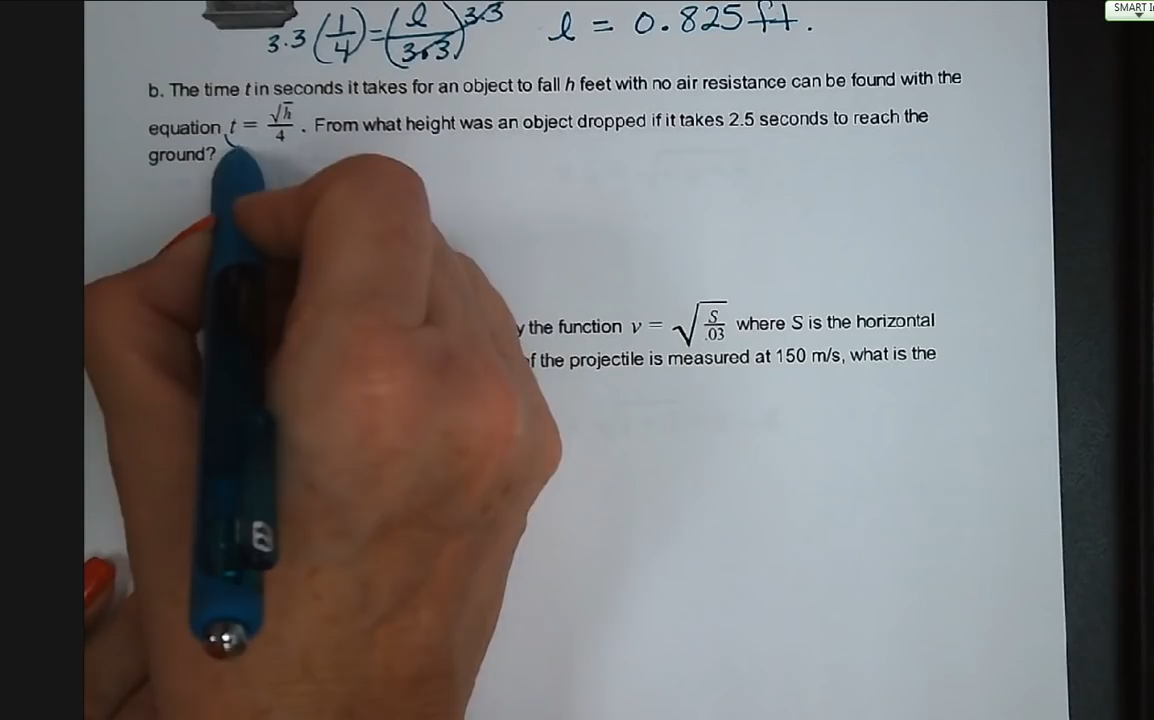 SMART
3.3 (1/4) = (l/3.3) 3.3 l = 0.825 ft.
b. The time t in seconds it takes for an object to fall h feet with no air resistance can be found with the
equation t = √h/4 . From what height was an object dropped if it takes 2.5 seconds to reach the
ground?
the function v = √(S/.03) where S is the horizontal
the projectile is measured at 150 m/s, what is the